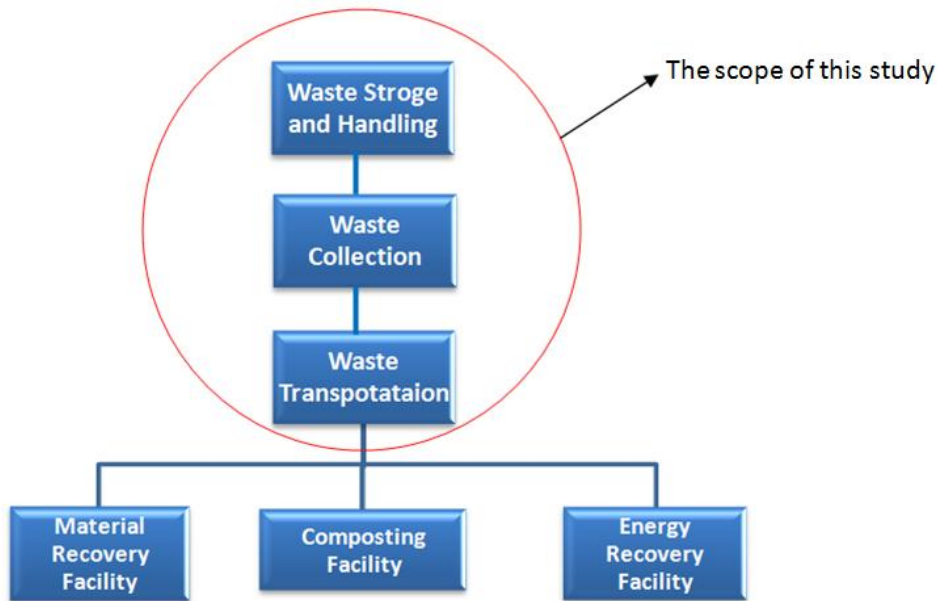 The scope of this study
Waste Stroge
and Handling
Waste
Collection
Waste
Transpotataion
Material
Recovery
Facility
Composting
Facility
Energy
Recovery
Facility